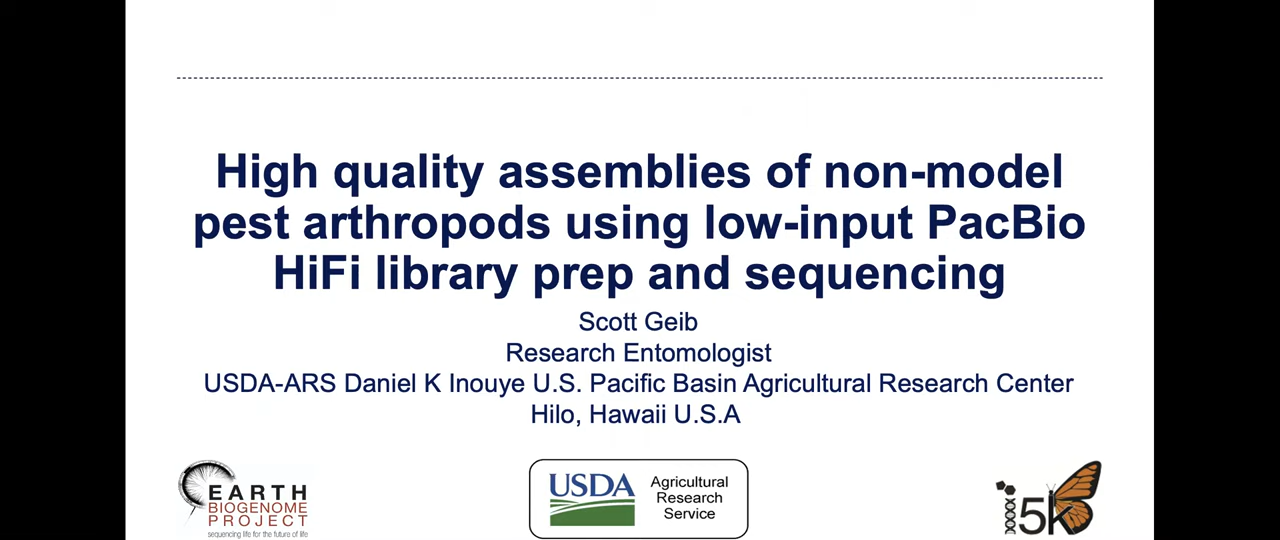 High quality assemblies of non-model
pest arthropods using low-input PacBio
HiFi library prep and sequencing
Scott Geib
Research Entomologist
USDA-ARS Daniel K Inouye U.S. Pacific Basin Agricultural Research Center
Hilo, Hawaii U.S.A
EARTH
BIOGENOME
PROJECT
sequencing life for the future of life
USDA
Agricultural
Research
Service
i5k